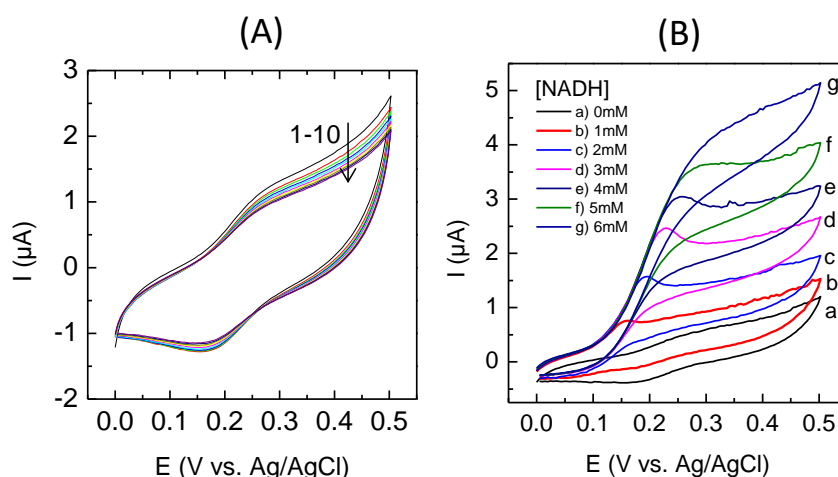 (A)
3
2
1
0
-1
-2
I (µA)
1-10
0.0 0.1 0.2 0.3 0.4 0.5
E (V vs. Ag/AgCl)
(B)
5
4
3
2
1
0
I (µA)
[NADH]
a) 0mM
b) 1mM
c) 2mM
d) 3mM
e) 4mM
f) 5mM
g) 6mM
g
f
e
d
c
b
a
0.0 0.1 0.2 0.3 0.4 0.5
E (V vs. Ag/AgCl)